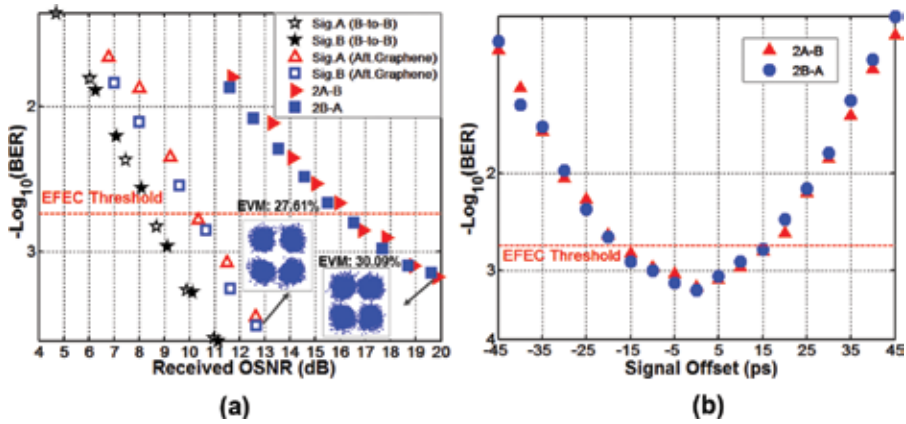 Sig.A (B-to-B)
Sig.B (B-to-B)
Sig.A (Aft.Graphene)
Sig.B (Aft.Graphene)
2A-B
2B-A
-Log10(BER)
2
3
EFEC Threshold
EVM: 27.61%
EVM: 30.09%
4 5 6 7 8 9 10 11 12 13 14 15 16 17 18 19 20
Received OSNR (dB)
(a)
2A-B
2B-A
-Log10(BER)
2
3
4
EFEC Threshold
-45 -35 -25 -15 -5 5 15 25 35 45
Signal Offset (ps)
(b)